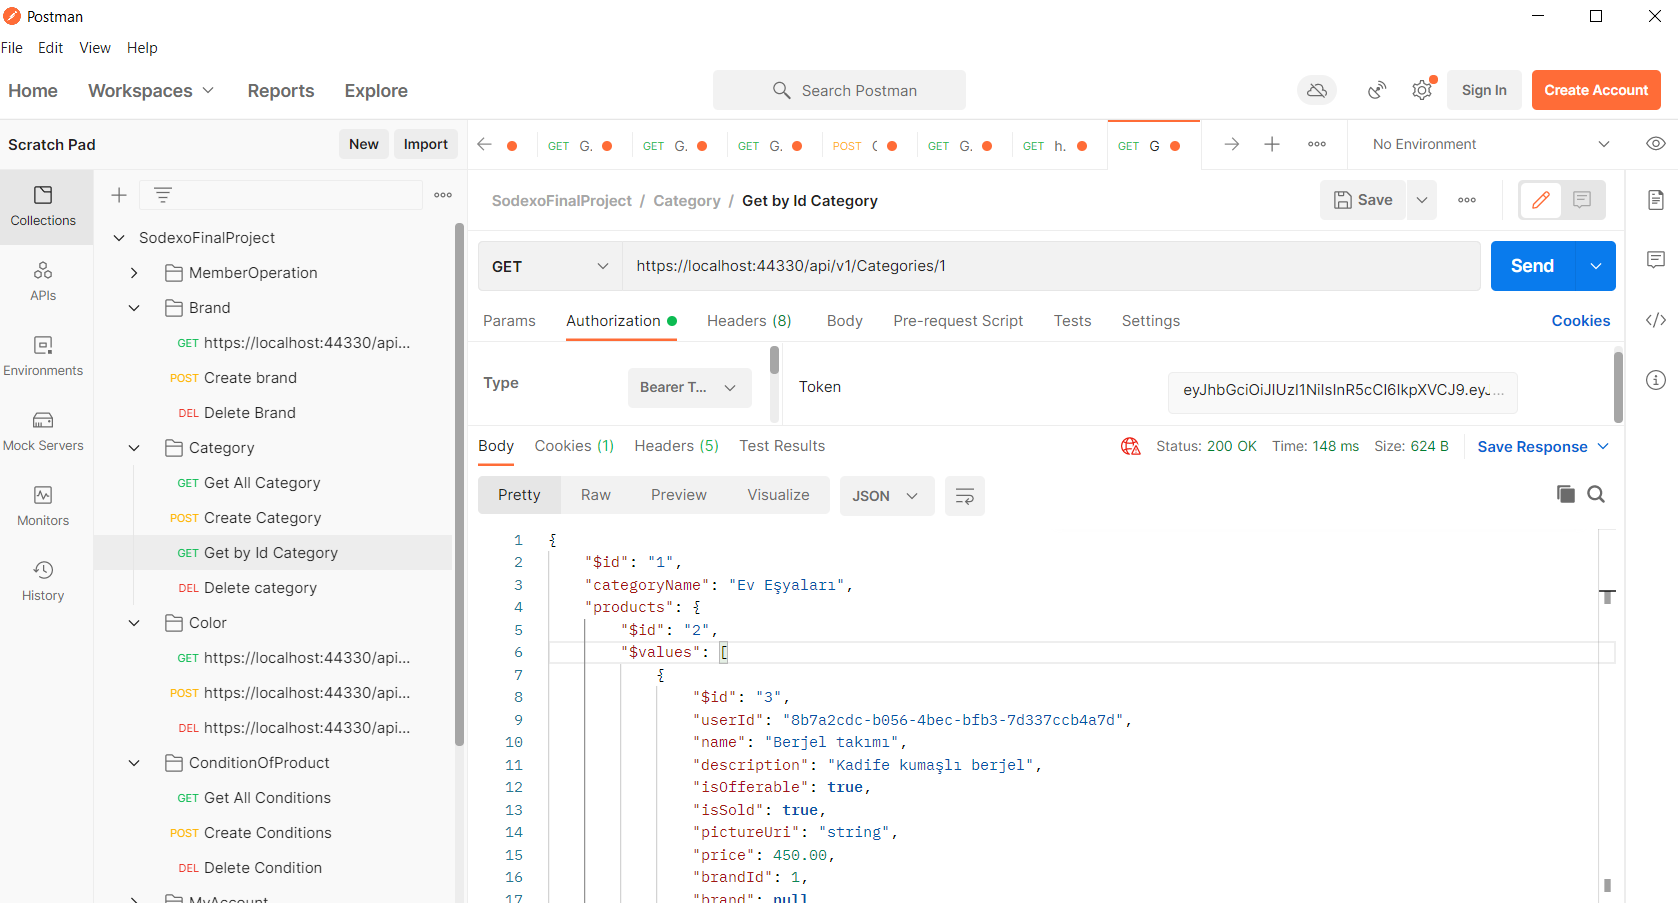 Postman
File Edit View Help
Home Workspaces Reports Explore Search Postman Sign In Create Account
Scratch Pad New Import GET G. GET G. GET G. POST GET G. GET h. GET G No Environment
SodexoFinalProject / Category / Get by Id Category Save
Collections
APIs
Environments
Mock Servers
Monitors
History
SodexoFinalProject
MemberOperation
Brand
GET https://localhost:44330/api...
POST Create brand
DEL Delete Brand
Category
GET Get All Category
POST Create Category
GET Get by Id Category
DEL Delete category
Color
GET https://localhost:44330/api...
POST https://localhost:44330/api...
DEL https://localhost:44330/api...
ConditionOfProduct
GET Get All Conditions
POST Create Conditions
DEL Delete Condition
MyAccount
GET https://localhost:44330/api/v1/Categories/1 Send
Params Authorization Headers (8) Body Pre-request Script Tests Settings Cookies
Type Bearer T... Token
Body Cookies (1) Headers (5) Test Results Status: 200 OK Time: 148 ms Size: 624 B Save Response
Pretty Raw Preview Visualize JSON
1 {
2 "$id": "1",
3 "categoryName": "Ev Eşyaları",
4 "products": {
5 "$id": "2",
6 "$values": [
7 {
8 "$id": "3",
9 "userId": "8b7a2cdc-b056-4bec-bfb3-7d337ccb4a7d",
10 "name": "Berjel takımı",
11 "description": "Kadife kumaşlı berjel",
12 "isOfferable": true,
13 "isSold": true,
14 "pictureUri": "string",
15 "price": 450.00,
16 "brandId": 1,
17 "brand": null